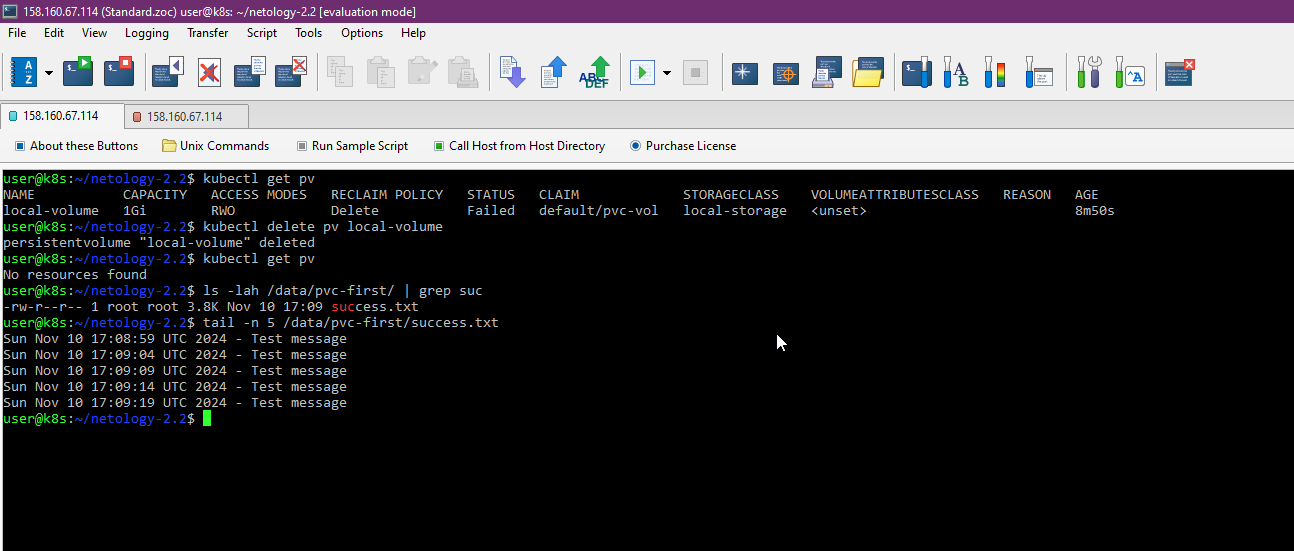 158.160.67.114 (Standard.zoc) user@k8s: ~/netology-2.2 [evaluation mode]
File Edit View Logging Transfer Script Tools Options Help
158.160.67.114 158.160.67.114
About these Buttons Unix Commands Run Sample Script Call Host from Host Directory Purchase License
user@k8s:~/netology-2.2$ kubectl get pv
NAME CAPACITY ACCESS MODES RECLAIM POLICY STATUS CLAIM STORAGECLASS VOLUMEATTRIBUTESCLASS REASON AGE
local-volume 1Gi RWO Delete Failed default/pvc-vol local-storage <unset> 8m50s
user@k8s:~/netology-2.2$ kubectl delete pv local-volume
persistentvolume "local-volume" deleted
user@k8s:~/netology-2.2$ kubectl get pv
No resources found
user@k8s:~/netology-2.2$ ls -lah /data/pvc-first/ | grep suc
-rw-r--r-- 1 root root 3.8K Nov 10 17:09 success.txt
user@k8s:~/netology-2.2$ tail -n 5 /data/pvc-first/success.txt
Sun Nov 10 17:08:59 UTC 2024 - Test message
Sun Nov 10 17:09:04 UTC 2024 - Test message
Sun Nov 10 17:09:09 UTC 2024 - Test message
Sun Nov 10 17:09:14 UTC 2024 - Test message
Sun Nov 10 17:09:19 UTC 2024 - Test message
user@k8s:~/netology-2.2$